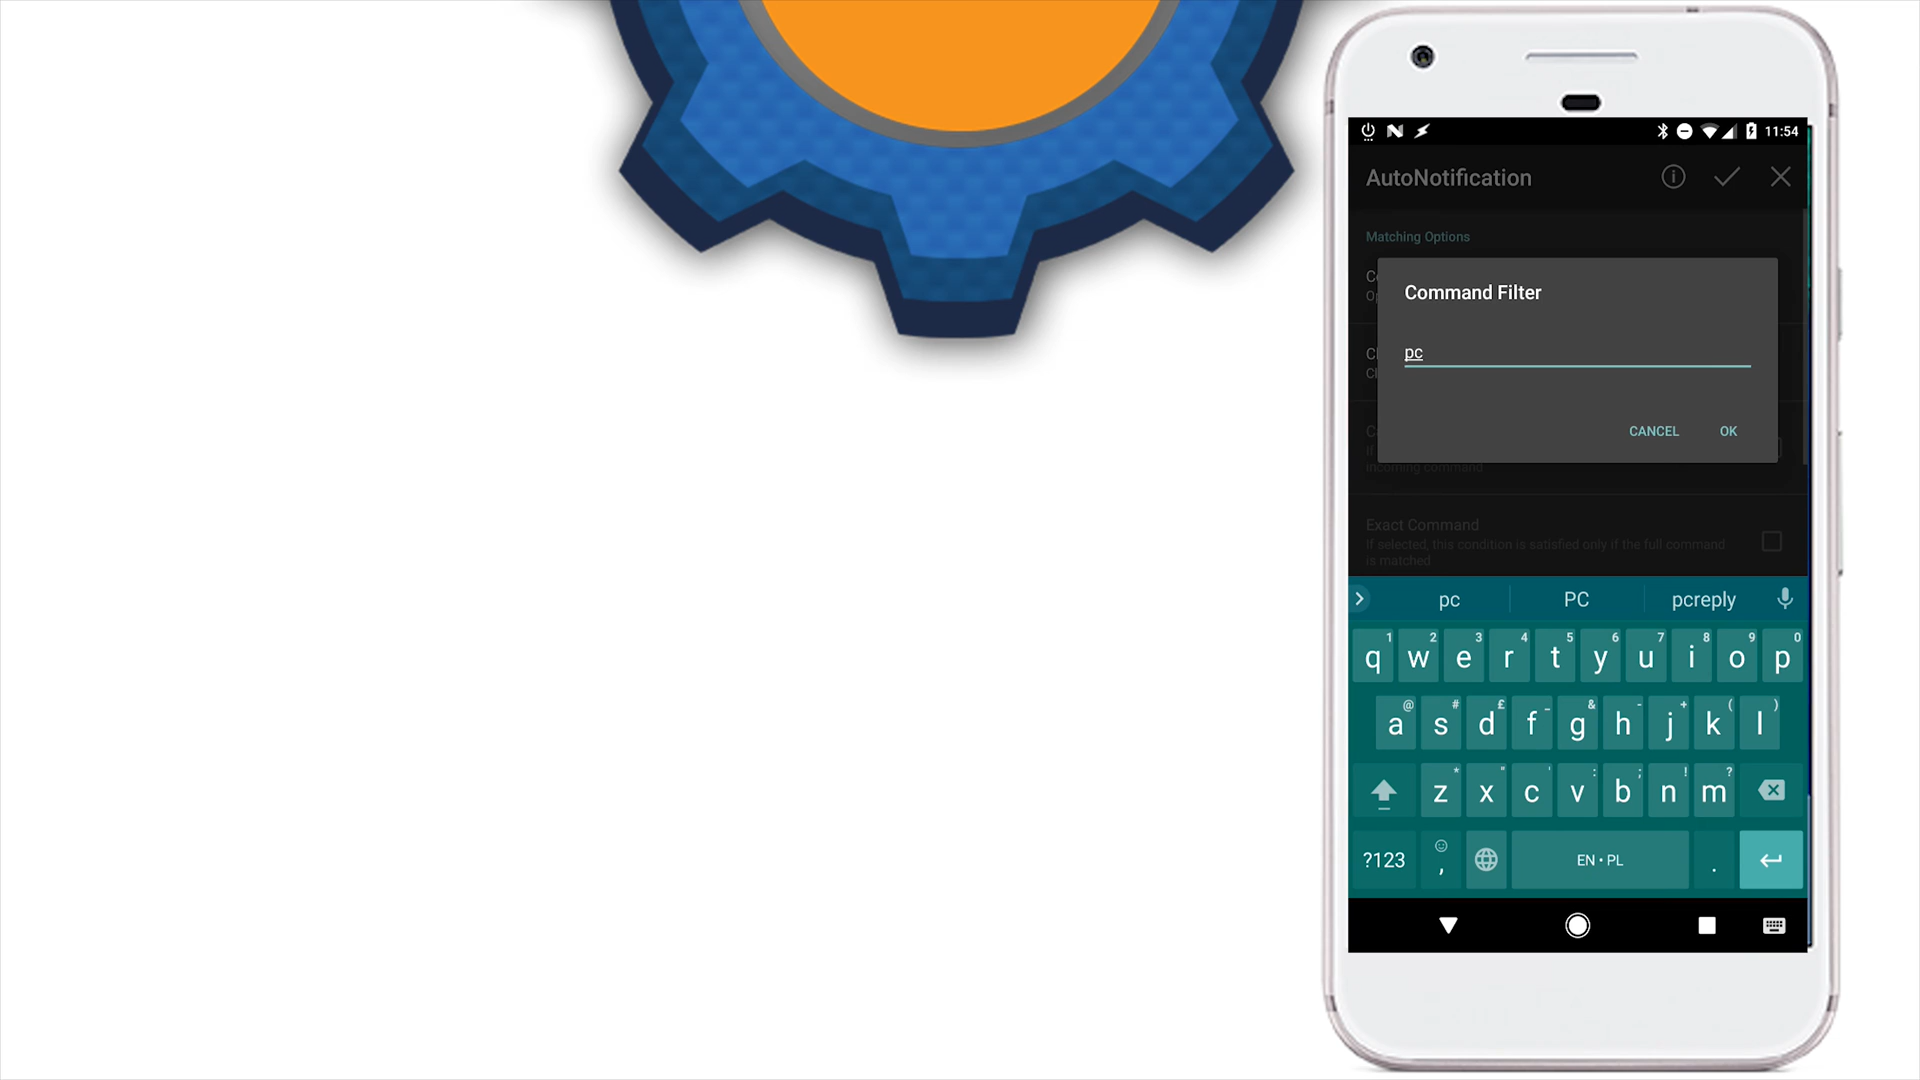 11:54
AutoNotification
Matching Options
Command Filter
pc
CANCEL
OK
incoming command
Exact Command
If selected, this condition is satisfied only if the full command
is matched
pc
PC
pcreply
1 2 3 4 5 6 7 8 9 0
q w e r t y u i o p
@ # £ _ & - + ( )
a s d f g h j k l
* " ' : ; ! ?
z x c v b n m
?123
,
EN • PL
.